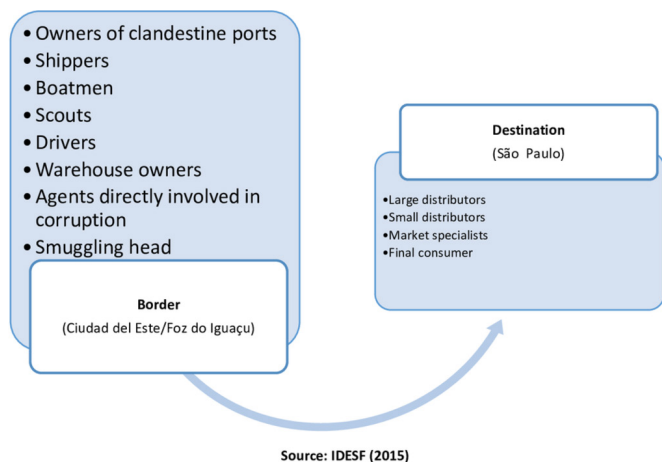 • Owners of clandestine ports
• Shippers
• Boatmen
• Scouts
• Drivers
• Warehouse owners
• Agents directly involved in
corruption
• Smuggling head
Border
(Ciudad del Este/Foz do Iguaçu)
Destination
(São Paulo)
•Large distributors
•Small distributors
•Market specialists
•Final consumer
Source: IDESF (2015)